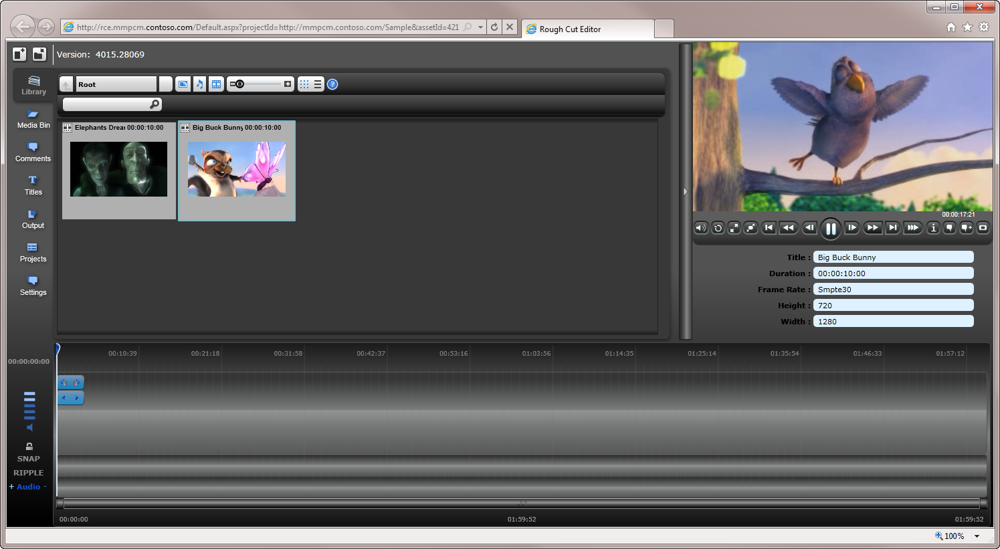 http://rce.mmpcm.contoso.com/Default.aspx?projectId=http://mmpcm.contoso.com/Sample&assetId=421
Rough Cut Editor
Version: 4015.28069
Library
Media Bin
Comments
Titles
Output
Projects
Settings
Root
Elephants Drear 00:00:10:00
Big Buck Bunny 00:00:10:00
00:00:17:21
Title : Big Buck Bunny
Duration : 00:00:10:00
Frame Rate : Smpte30
Height : 720
Width : 1280
00:10:39 00:21:18 00:31:58 00:42:37 00:53:16 01:03:56 01:14:35 01:25:14 01:35:54 01:46:33 01:57:12
00:00:00:00
SNAP
RIPPLE
+ Audio -
00:00:00 01:59:52 01:59:52
100%